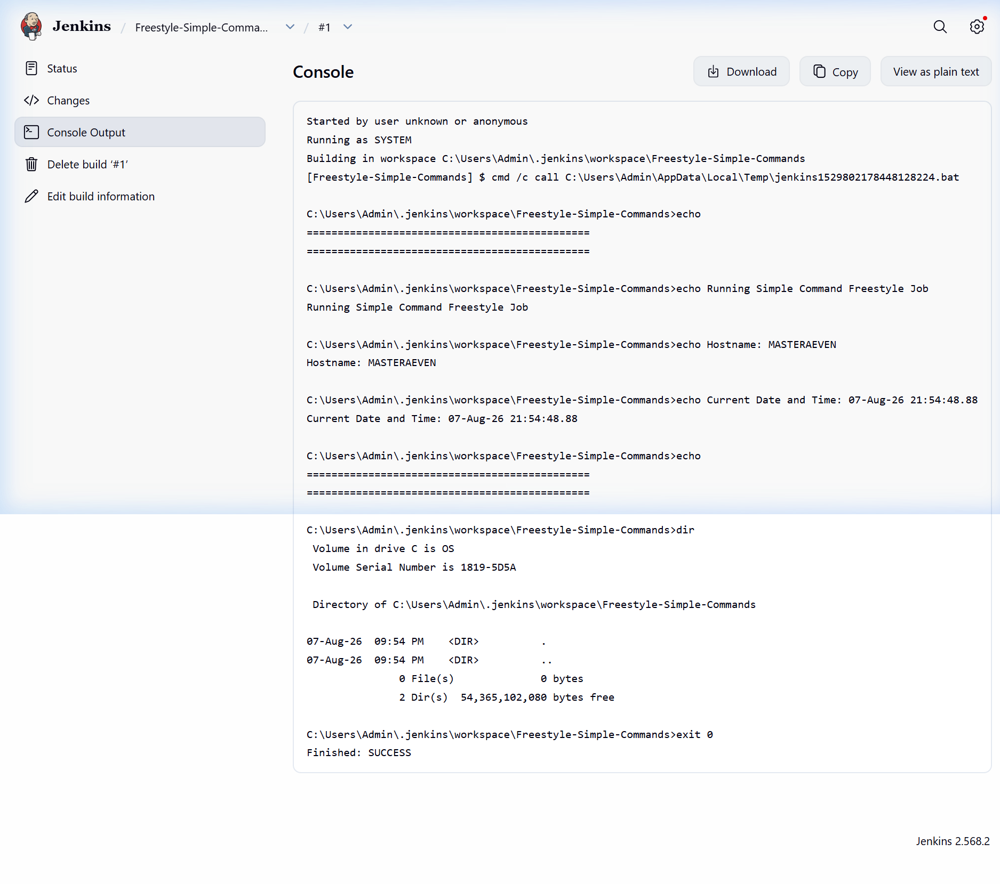 Jenkins / Freestyle-Simple-Comma... / #1
Status
Changes
Console Output
Delete build ‘#1’
Edit build information
Console
Download
Copy
View as plain text
Started by user unknown or anonymous
Running as SYSTEM
Building in workspace C:\Users\Admin\.jenkins\workspace\Freestyle-Simple-Commands
[Freestyle-Simple-Commands] $ cmd /c call C:\Users\Admin\AppData\Local\Temp\jenkins1529802178448128224.bat
C:\Users\Admin\.jenkins\workspace\Freestyle-Simple-Commands>echo
==============================================
==============================================
C:\Users\Admin\.jenkins\workspace\Freestyle-Simple-Commands>echo Running Simple Command Freestyle Job
Running Simple Command Freestyle Job
C:\Users\Admin\.jenkins\workspace\Freestyle-Simple-Commands>echo Hostname: MASTERAEVEN
Hostname: MASTERAEVEN
C:\Users\Admin\.jenkins\workspace\Freestyle-Simple-Commands>echo Current Date and Time: 07-Aug-26 21:54:48.88
Current Date and Time: 07-Aug-26 21:54:48.88
C:\Users\Admin\.jenkins\workspace\Freestyle-Simple-Commands>echo
==============================================
==============================================
C:\Users\Admin\.jenkins\workspace\Freestyle-Simple-Commands>dir
 Volume in drive C is OS
 Volume Serial Number is 1819-5D5A
 Directory of C:\Users\Admin\.jenkins\workspace\Freestyle-Simple-Commands
07-Aug-26  09:54 PM    <DIR>          .
07-Aug-26  09:54 PM    <DIR>          ..
               0 File(s)              0 bytes
               2 Dir(s)  54,365,102,080 bytes free
C:\Users\Admin\.jenkins\workspace\Freestyle-Simple-Commands>exit 0
Finished: SUCCESS
Jenkins 2.568.2